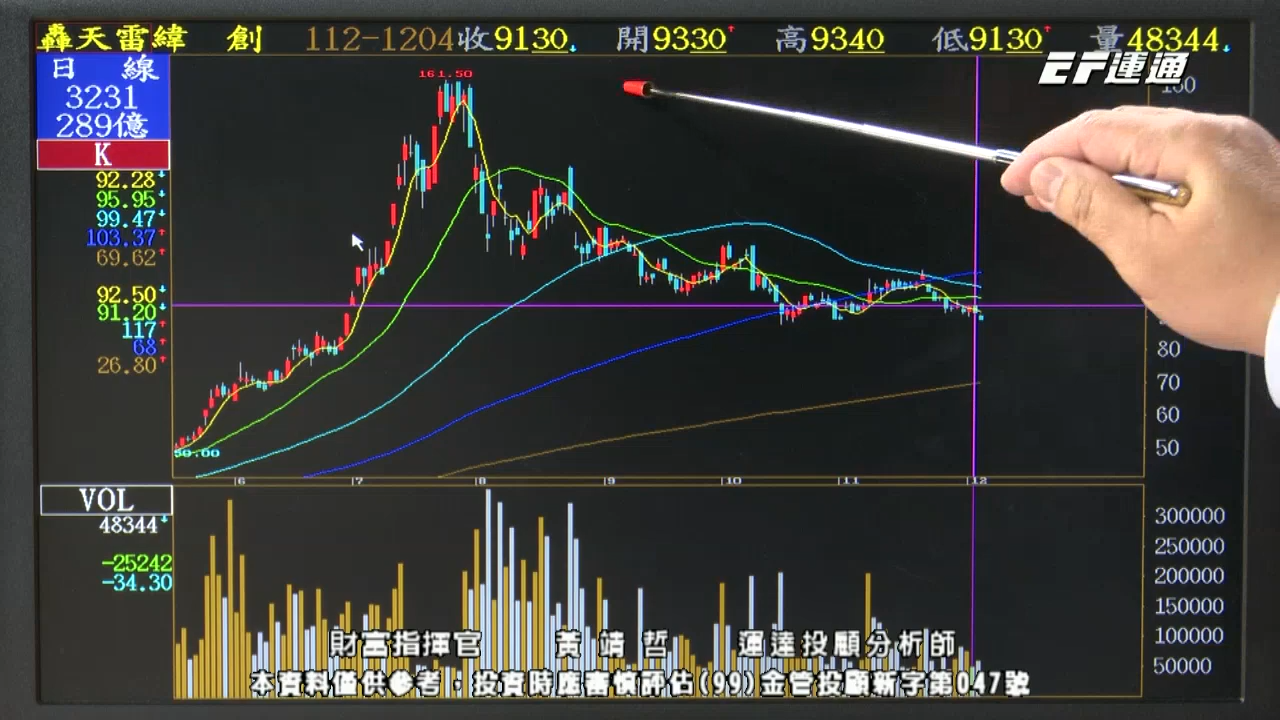 轟天雷緯 創 112-1204收9130↓ 開9330↑ 高9340 低9130↑ 量48344↓
EF運通
日 線
3231
289億
K
161.50
92.28↓
95.95↓
99.47↓
103.37↑
69.62↑
92.50↓
91.20↓
117↑
68↑
26.80↑
80
70
60
50
50.00
6 7 8 9 10 11 12
VOL
48344↓
-25242
-34.30
300000
250000
200000
150000
100000
50000
財富指揮官 黃靖哲 運達投顧分析師
本資料僅供參考，投資時應審慎評估(99)金管投顧新字第047號